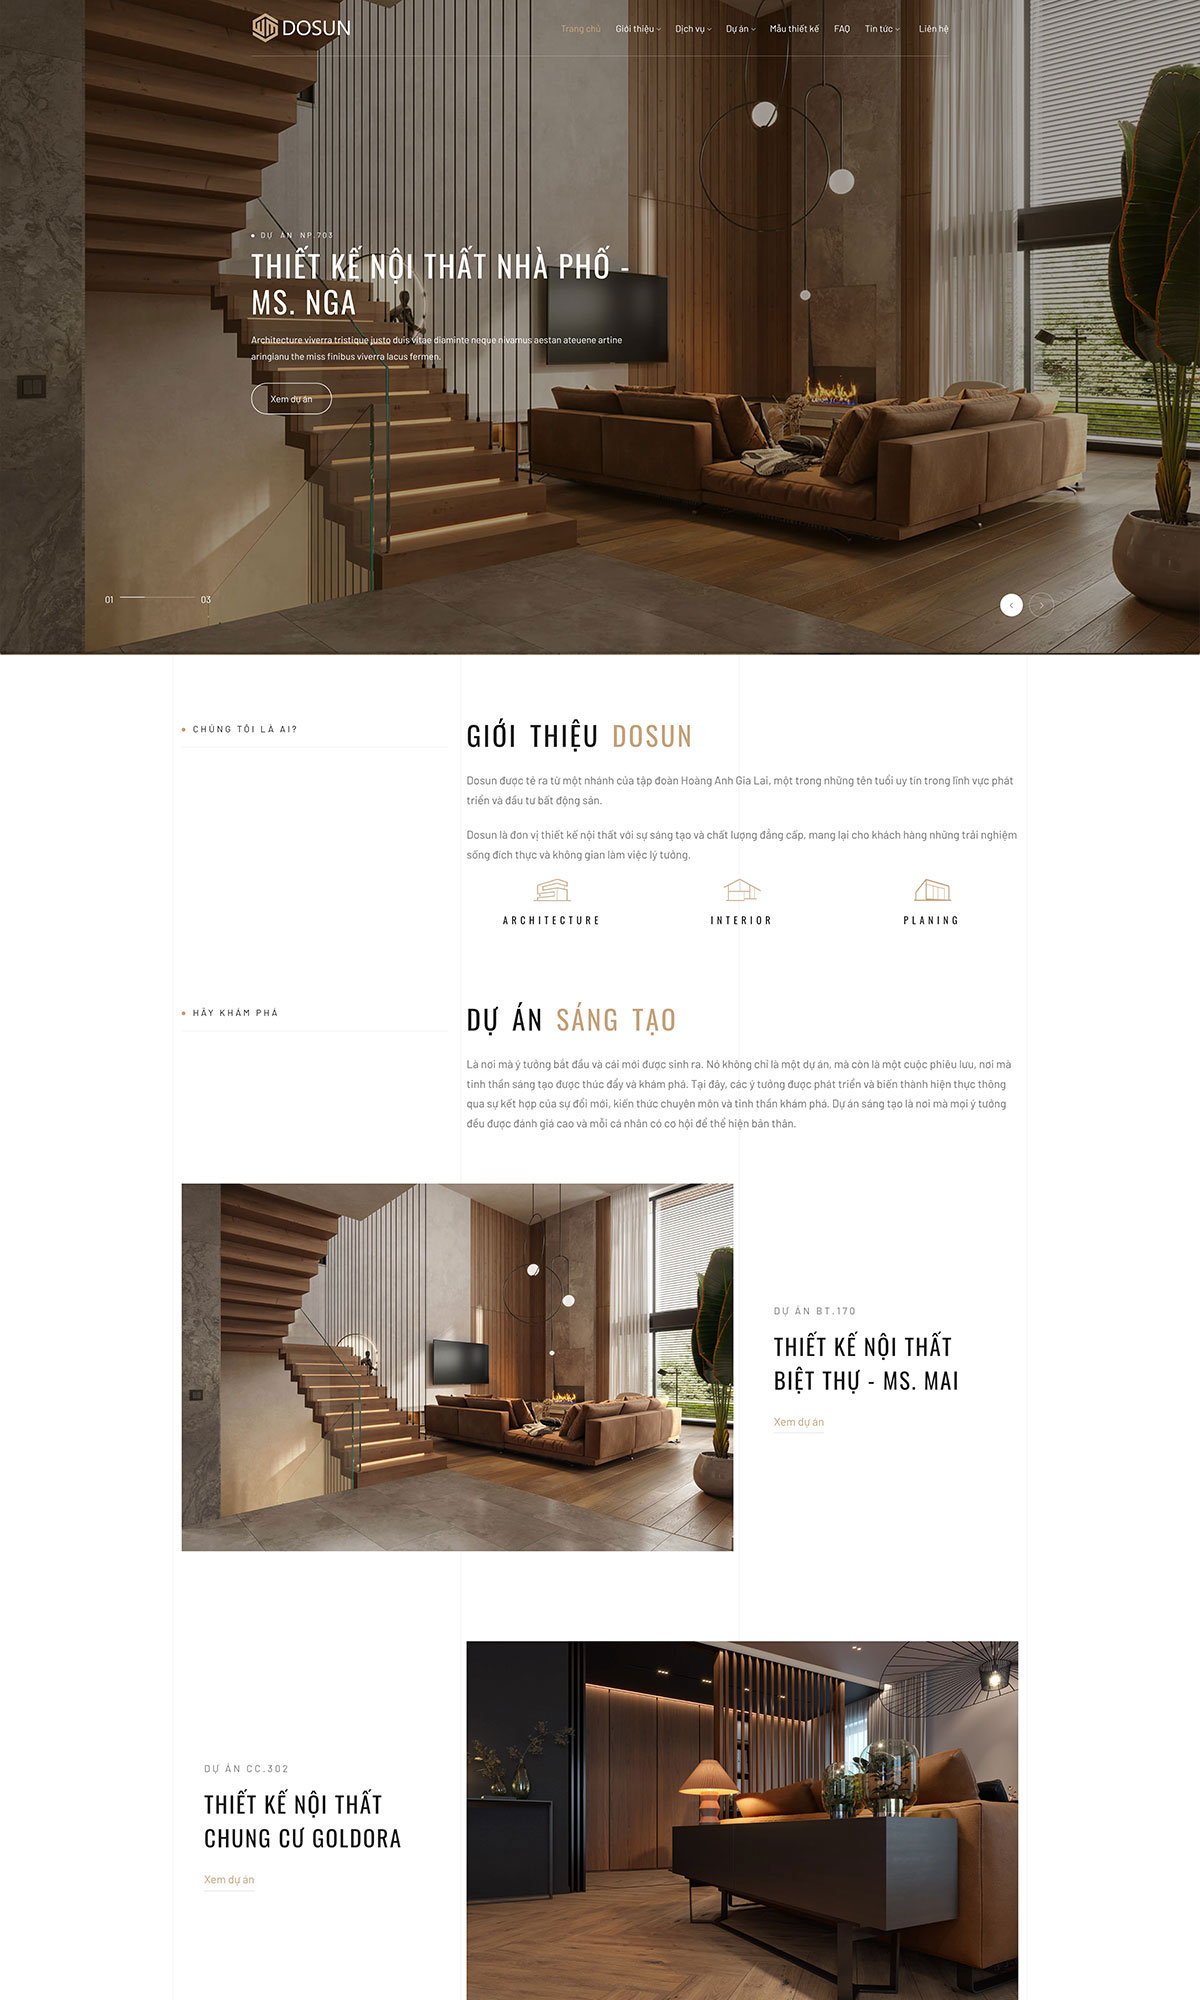 DOSUN
Trang chủ Giới thiệu Dịch vụ Dự án Mẫu thiết kế FAQ Tin tức Liên hệ
DỰ ÁN NP.703
THIẾT KẾ NỘI THẤT NHÀ PHỐ -
MS. NGA
Architecture viverra tristique justo duis vitae diaminte neque nivamus aestan ateuene artine
aringianu the miss finibus viverra lacus fermen.
Xem dự án
01 03
CHÚNG TÔI LÀ AI?
GIỚI THIỆU DOSUN
Dosun được tẻ ra từ một nhánh của tập đoàn Hoàng Anh Gia Lai, một trong những tên tuổi uy tín trong lĩnh vực phát
triển và đầu tư bất động sản.
Dosun là đơn vị thiết kế nội thất với sự sáng tạo và chất lượng đẳng cấp, mang lại cho khách hàng những trải nghiệm
sống đích thực và không gian làm việc lý tưởng.
ARCHITECTURE INTERIOR PLANING
HÃY KHÁM PHÁ
DỰ ÁN SÁNG TẠO
Là nơi mà ý tưởng bắt đầu và cái mới được sinh ra. Nó không chỉ là một dự án, mà còn là một cuộc phiêu lưu, nơi mà
tinh thần sáng tạo được thúc đẩy và khám phá. Tại đây, các ý tưởng được phát triển và biến thành hiện thực thông
qua sự kết hợp của sự đổi mới, kiến thức chuyên môn và tinh thần khám phá. Dự án sáng tạo là nơi mà mọi ý tưởng
đều được đánh giá cao và mỗi cá nhân có cơ hội để thể hiện bản thân.
DỰ ÁN BT.170
THIẾT KẾ NỘI THẤT
BIỆT THỰ - MS. MAI
Xem dự án
DỰ ÁN CC.302
THIẾT KẾ NỘI THẤT
CHUNG CƯ GOLDORA
Xem dự án